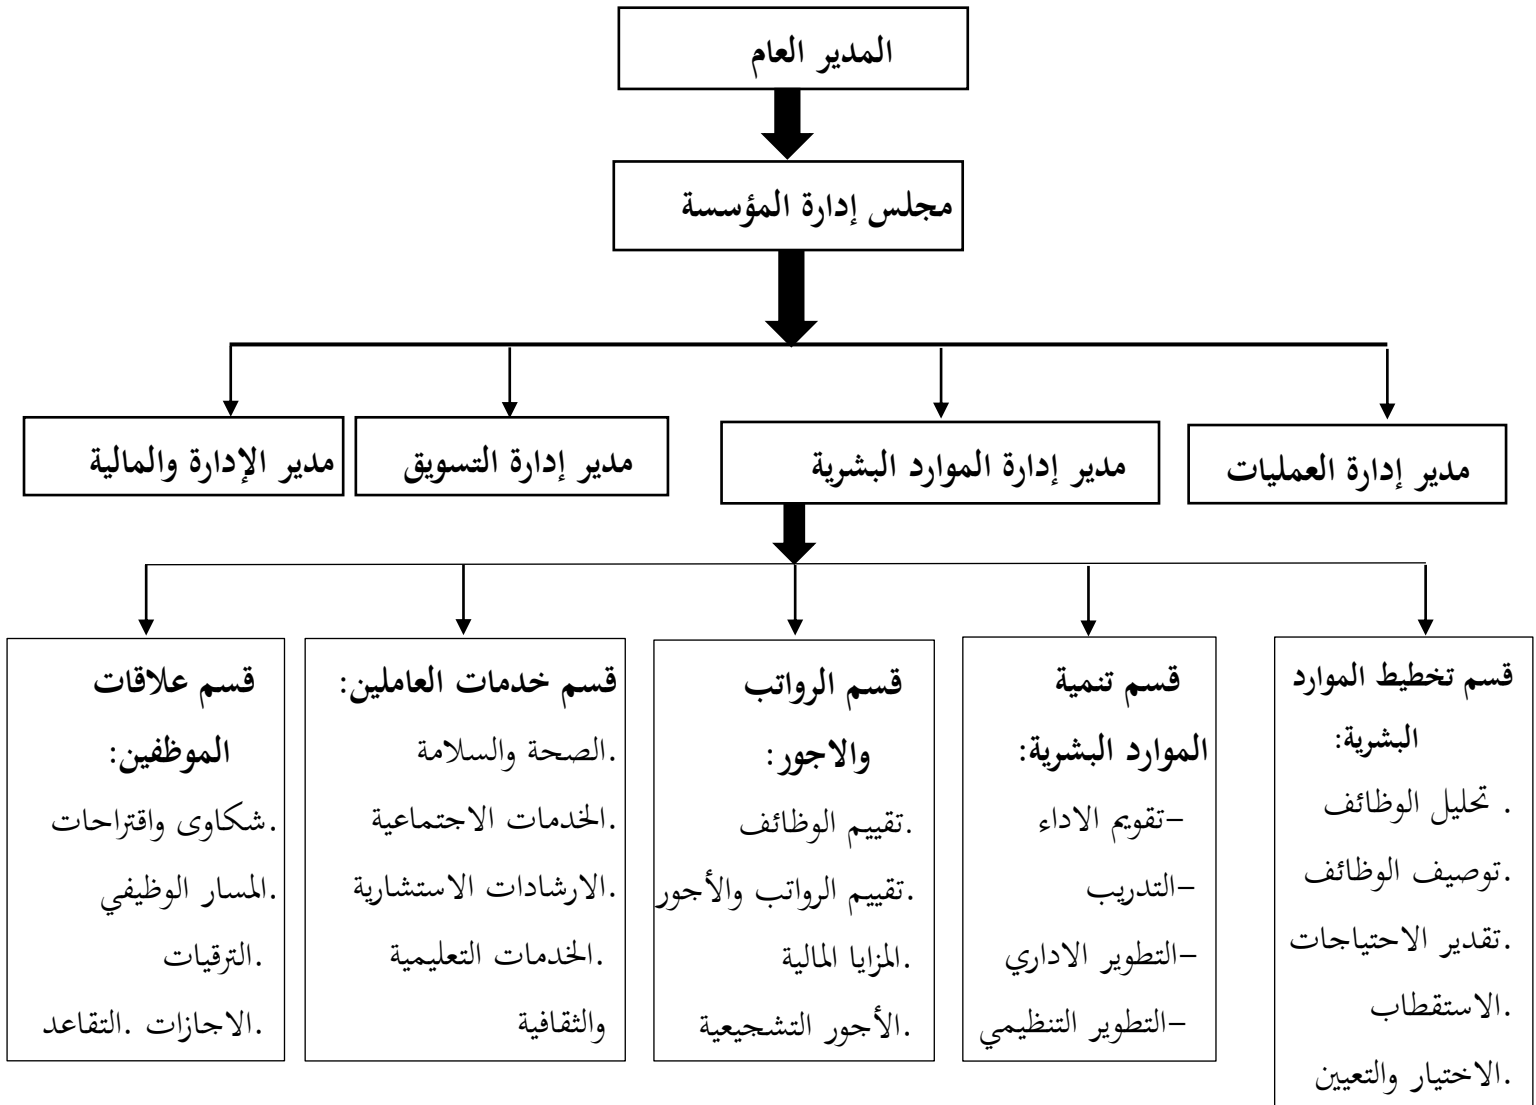 المدير العام
مجلس إدارة المؤسسة
مدير إدارة العمليات
مدير إدارة الموارد البشرية
مدير إدارة التسويق
مدير الإدارة والمالية
قسم تخطيط الموارد
البشرية:
. تحليل الوظائف
.توصيف الوظائف
.تقدير الاحتياجات
.الاستقطاب
.الاختيار والتعيين
قسم تنمية
الموارد البشرية:
-تقويم الاداء
-التدريب
-التطوير الاداري
-التطوير التنظيمي
قسم الرواتب
والاجور:
.تقييم الوظائف
.تقييم الرواتب والأجور
.المزايا المالية
.الأجور التشجيعية
قسم خدمات العاملين:
.الصحة والسلامة
.الخدمات الاجتماعية
.الارشادات الاستشارية
.الخدمات التعليمية
والثقافية
قسم علاقات
الموظفين:
.شكاوى واقتراحات
.المسار الوظيفي
.الترقيات
.الاجازات .التقاعد